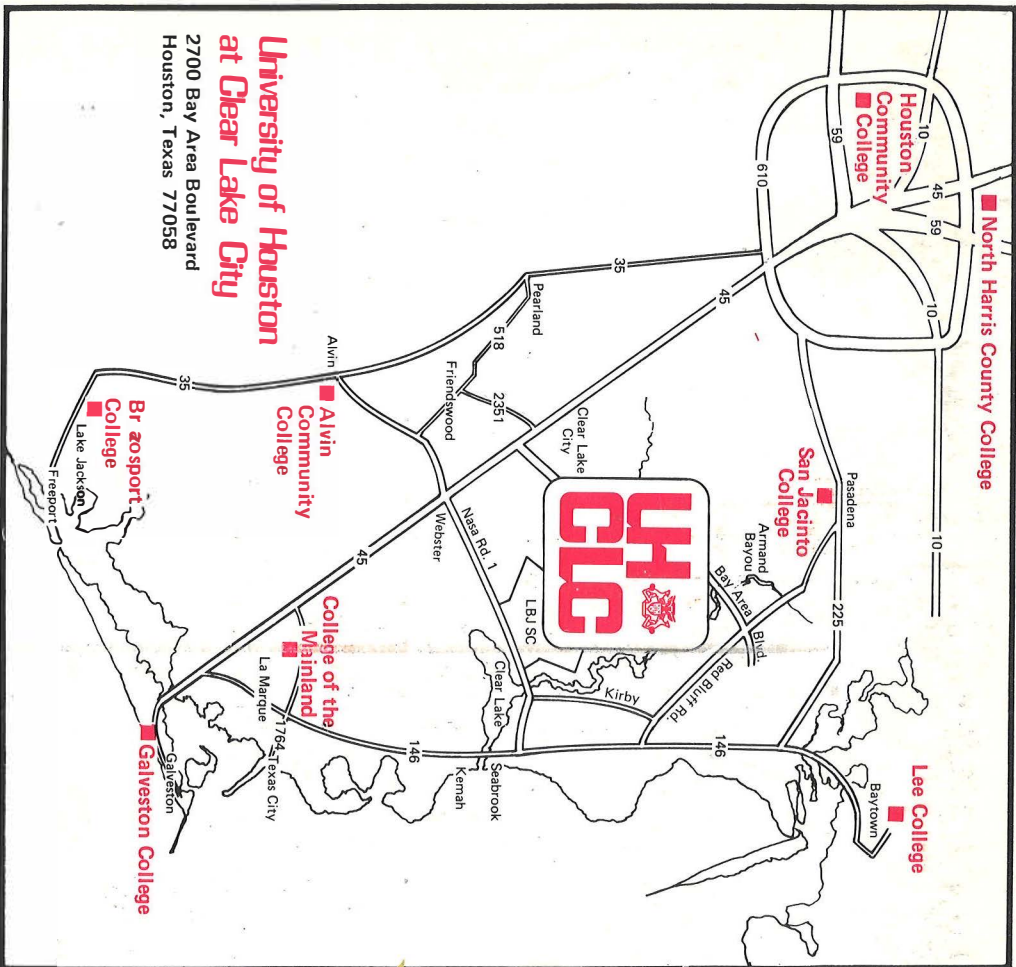 North Harris County College
Houston
Community
College
10
45
59
10
59
610
10
Lee College
Baytown
Pasadena
225
San Jacinto
College
Armand
Bayou
Bay Area Blvd.
Red Bluff Rd.
Kirby
146
45
35
Clear Lake
City
UH
CLC
LBJ SC
Pearland
518
Friendswood
2351
Nasa Rd. 1
Webster
Clear Lake
Seabrook
Kemah
146
45
Alvin
Alvin
Community
College
College of the
Mainland
La Marque
1764
Texas City
35
Br azosport
College
Lake Jackson
Freeport
Galveston
Galveston College
University of Houston
at Clear Lake City
2700 Bay Area Boulevard
Houston, Texas 77058